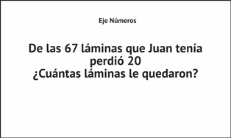 Eje Números
De las 67 láminas que Juan tenía
perdió 20
¿Cuántas láminas le quedaron?